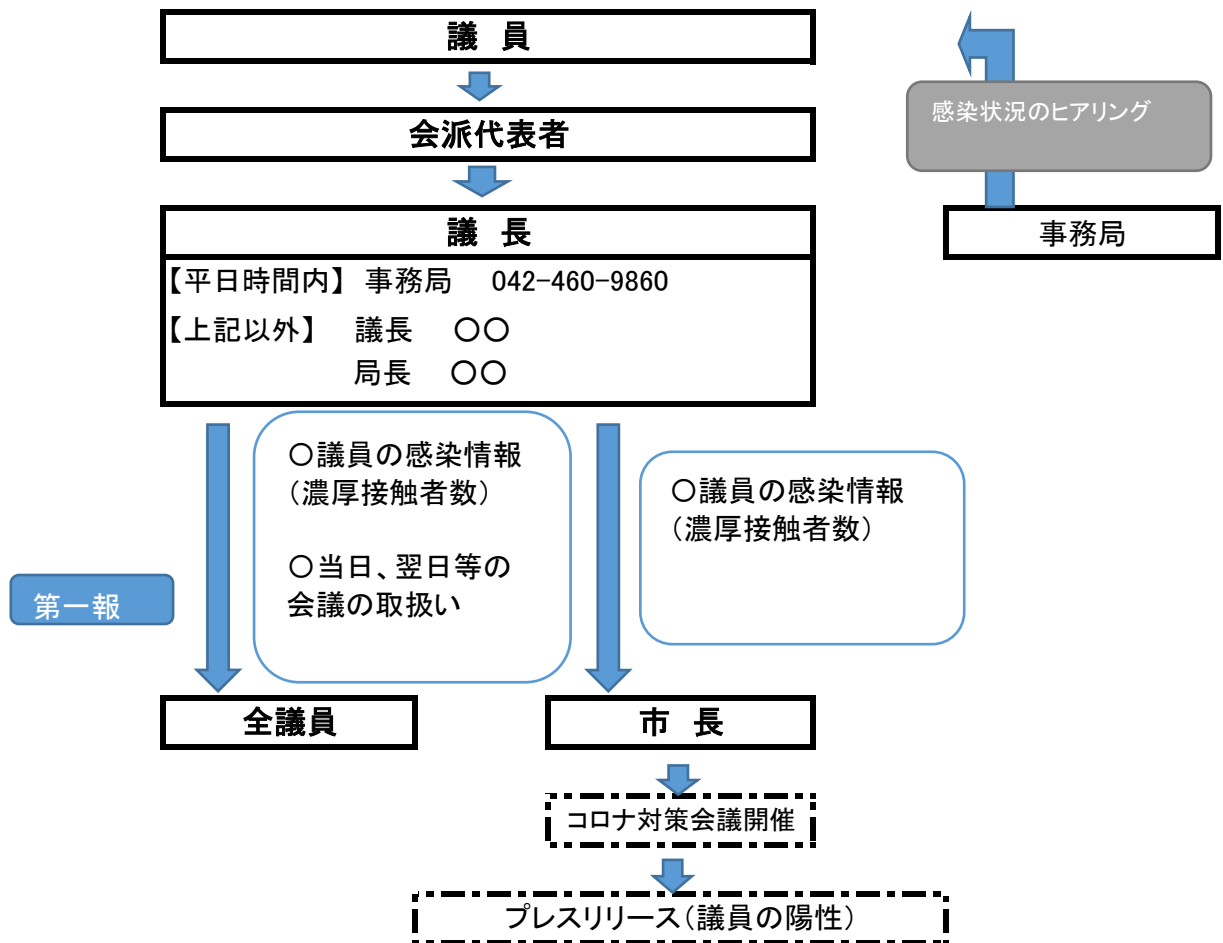 議 員
会派代表者
感染状況のヒアリング
事務局
議 長
【平日時間内】 事務局 042-460-9860
【上記以外】 議長 〇〇
局長 〇〇
〇議員の感染情報
(濃厚接触者数)
〇当日、翌日等の
会議の取扱い
〇議員の感染情報
(濃厚接触者数)
第一報
全議員
市 長
コロナ対策会議開催
プレスリリース(議員の陽性)